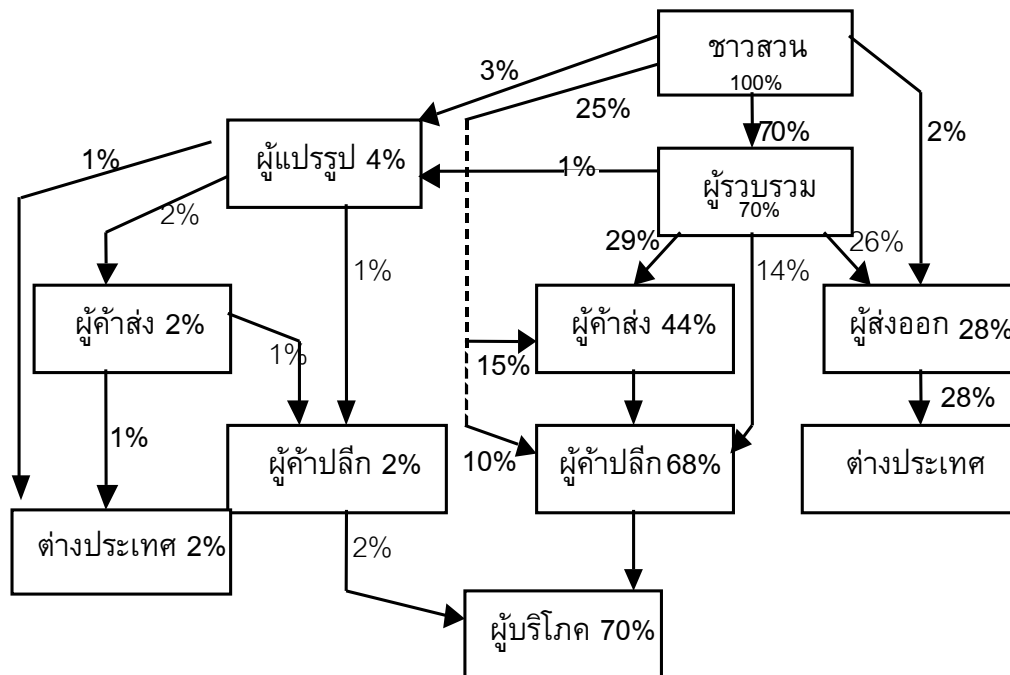 ชาวสวน
100%
3%
25%
70%
2%
1%
ผู้แปรรูป 4%
1%
ผู้รวบรวม
70%
2%
29%
14%
26%
1%
ผู้ค้าส่ง 2%
ผู้ค้าส่ง 44%
ผู้ส่งออก 28%
1%
15%
28%
1%
ผู้ค้าปลีก 2%
10%
ผู้ค้าปลีก 68%
ต่างประเทศ
ต่างประเทศ 2%
2%
ผู้บริโภค 70%